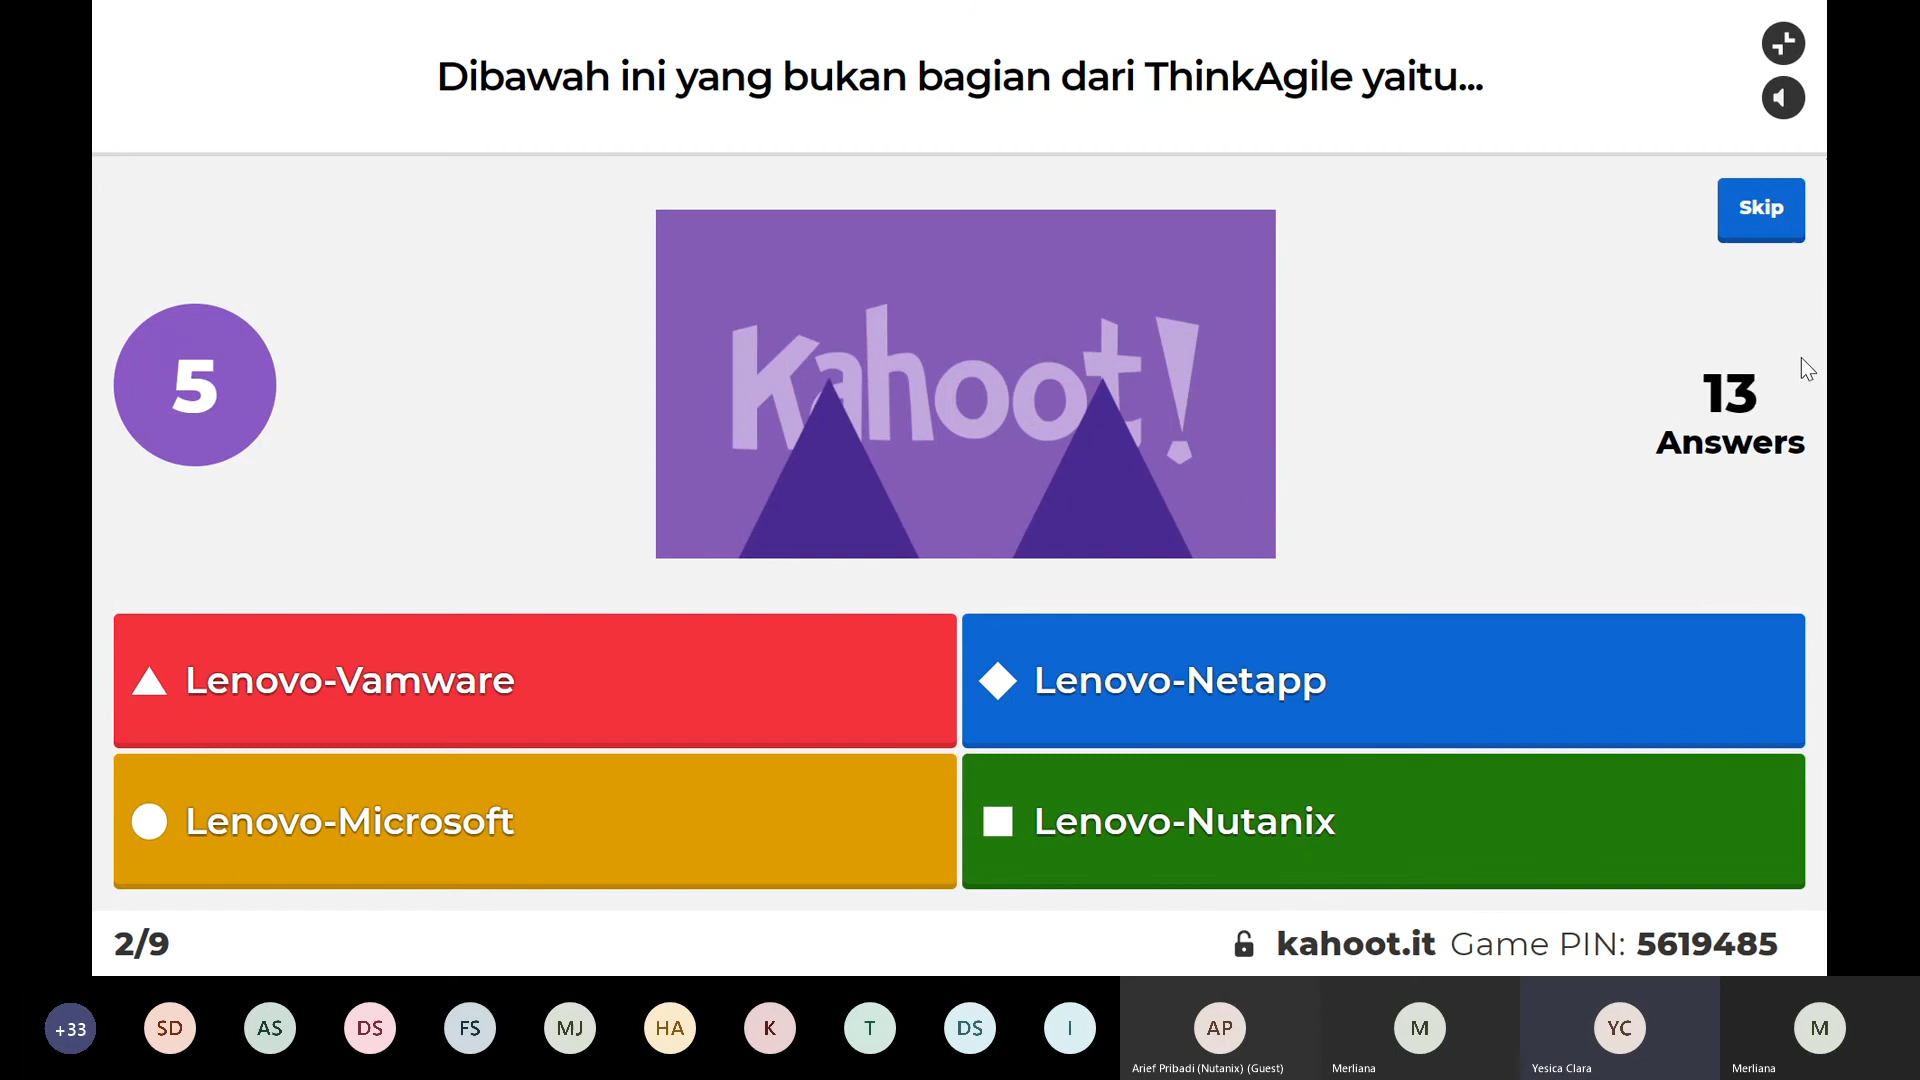 Dibawah ini yang bukan bagian dari ThinkAgile yaitu...
Skip
5
Kahoot!
13
Answers
Lenovo-Vamware
Lenovo-Netapp
Lenovo-Microsoft
Lenovo-Nutanix
2/9
kahoot.it Game PIN: 5619485
+33
SD
AS
DS
FS
MJ
HA
K
T
DS
I
AP
M
YC
M
Arief Pribadi (Nutanix) (Guest)
Merliana
Yesica Clara
Merliana